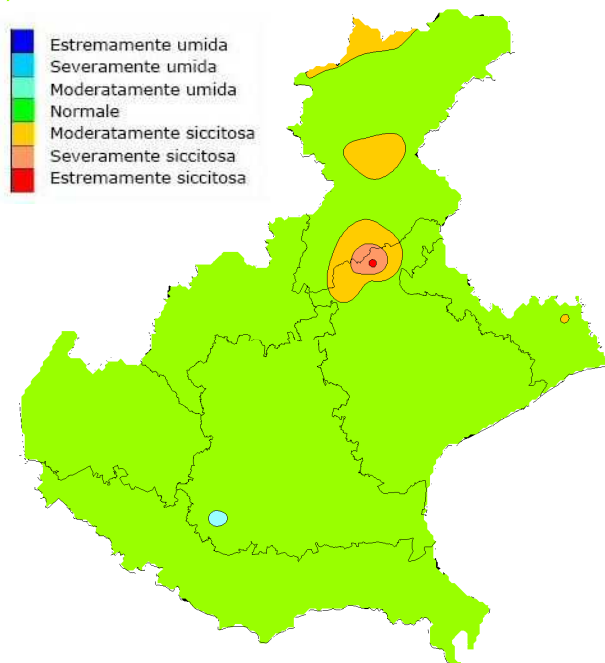 Estremamente umida
Severamente umida
Moderatamente umida
Normale
Moderatamente siccitosa
Severamente siccitosa
Estremamente siccitosa